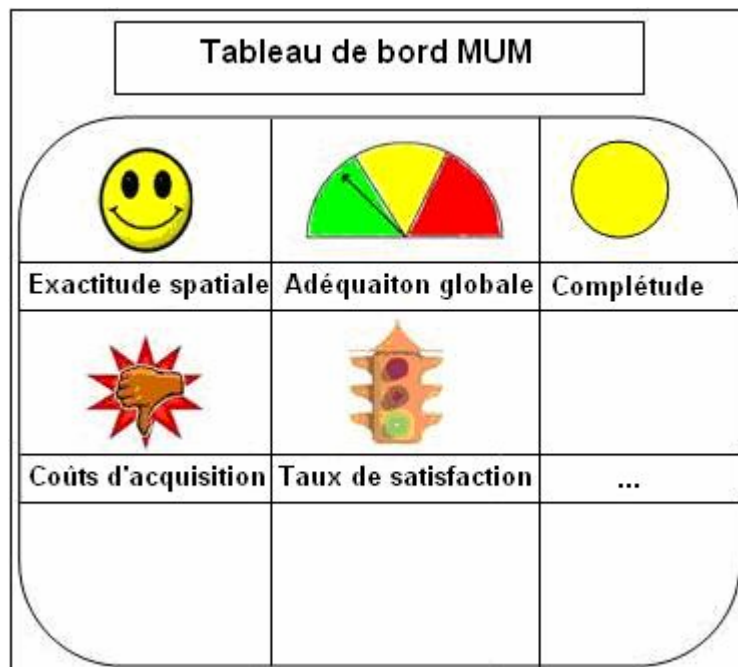 Tableau de bord MUM
Exactitude spatiale Adéquaiton globale Complétude
Coûts d'acquisition Taux de satisfaction ...